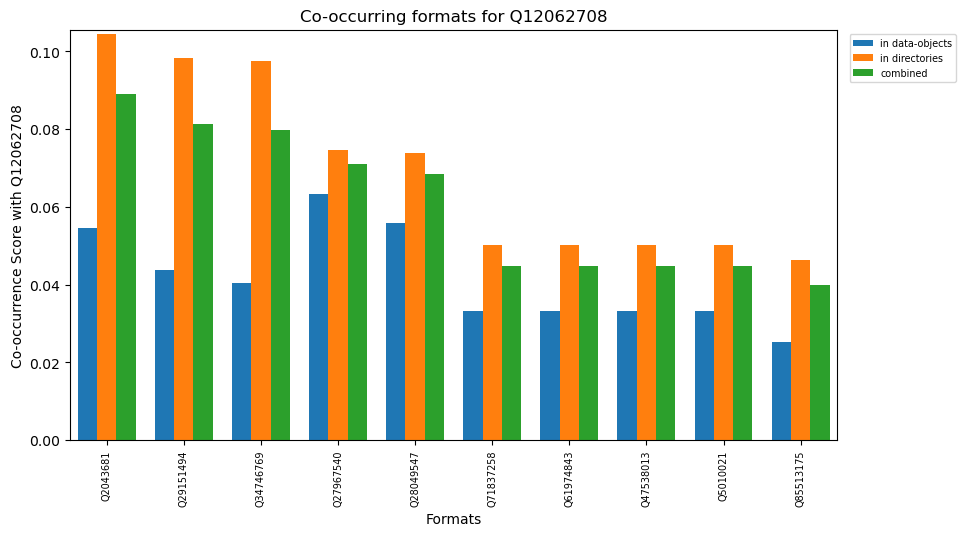 Co-occurring formats for Q12062708
in data-objects
in directories
combined
Co-occurrence Score with Q12062708
0.10
0.08
0.06
0.04
0.02
0.00
Q2043681
Q29151494
Q34746769
Q27967540
Q28049547
Q71837258
Q61974843
Q47538013
Q5010021
Q85513175
Formats